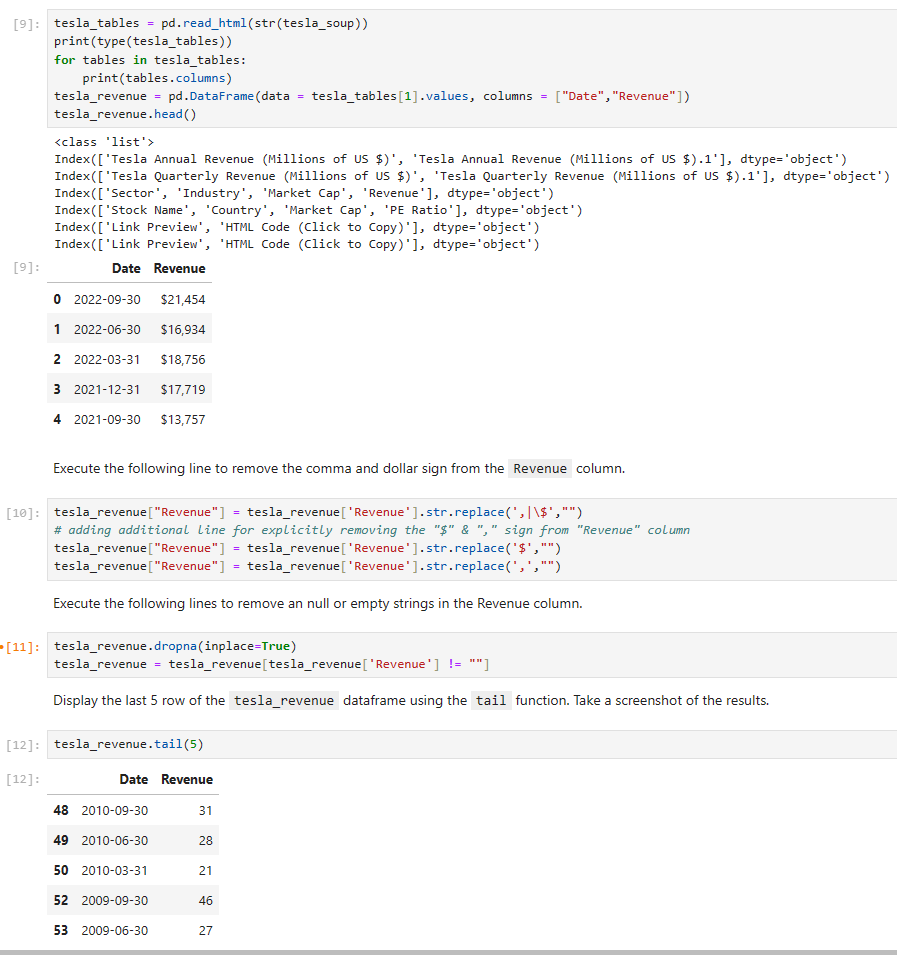 [9]: tesla_tables = pd.read_html(str(tesla_soup))
print(type(tesla_tables))
for tables in tesla_tables:
    print(tables.columns)
tesla_revenue = pd.DataFrame(data = tesla_tables[1].values, columns = ["Date","Revenue"])
tesla_revenue.head()
<class 'list'>
Index(['Tesla Annual Revenue (Millions of US $)', 'Tesla Annual Revenue (Millions of US $).1'], dtype='object')
Index(['Tesla Quarterly Revenue (Millions of US $)', 'Tesla Quarterly Revenue (Millions of US $).1'], dtype='object')
Index(['Sector', 'Industry', 'Market Cap', 'Revenue'], dtype='object')
Index(['Stock Name', 'Country', 'Market Cap', 'PE Ratio'], dtype='object')
Index(['Link Preview', 'HTML Code (Click to Copy)'], dtype='object')
Index(['Link Preview', 'HTML Code (Click to Copy)'], dtype='object')
[9]: Date Revenue
0 2022-09-30 $21,454
1 2022-06-30 $16,934
2 2022-03-31 $18,756
3 2021-12-31 $17,719
4 2021-09-30 $13,757
Execute the following line to remove the comma and dollar sign from the Revenue column.
[10]: tesla_revenue["Revenue"] = tesla_revenue['Revenue'].str.replace(',|\$',"")
# adding additional line for explicitly removing the "$" & "," sign from "Revenue" column
tesla_revenue["Revenue"] = tesla_revenue['Revenue'].str.replace('$',"")
tesla_revenue["Revenue"] = tesla_revenue['Revenue'].str.replace(',',"")
Execute the following lines to remove an null or empty strings in the Revenue column.
•[11]: tesla_revenue.dropna(inplace=True)
tesla_revenue = tesla_revenue[tesla_revenue['Revenue'] != ""]
Display the last 5 row of the tesla_revenue dataframe using the tail function. Take a screenshot of the results.
[12]: tesla_revenue.tail(5)
[12]: Date Revenue
48 2010-09-30 31
49 2010-06-30 28
50 2010-03-31 21
52 2009-09-30 46
53 2009-06-30 27